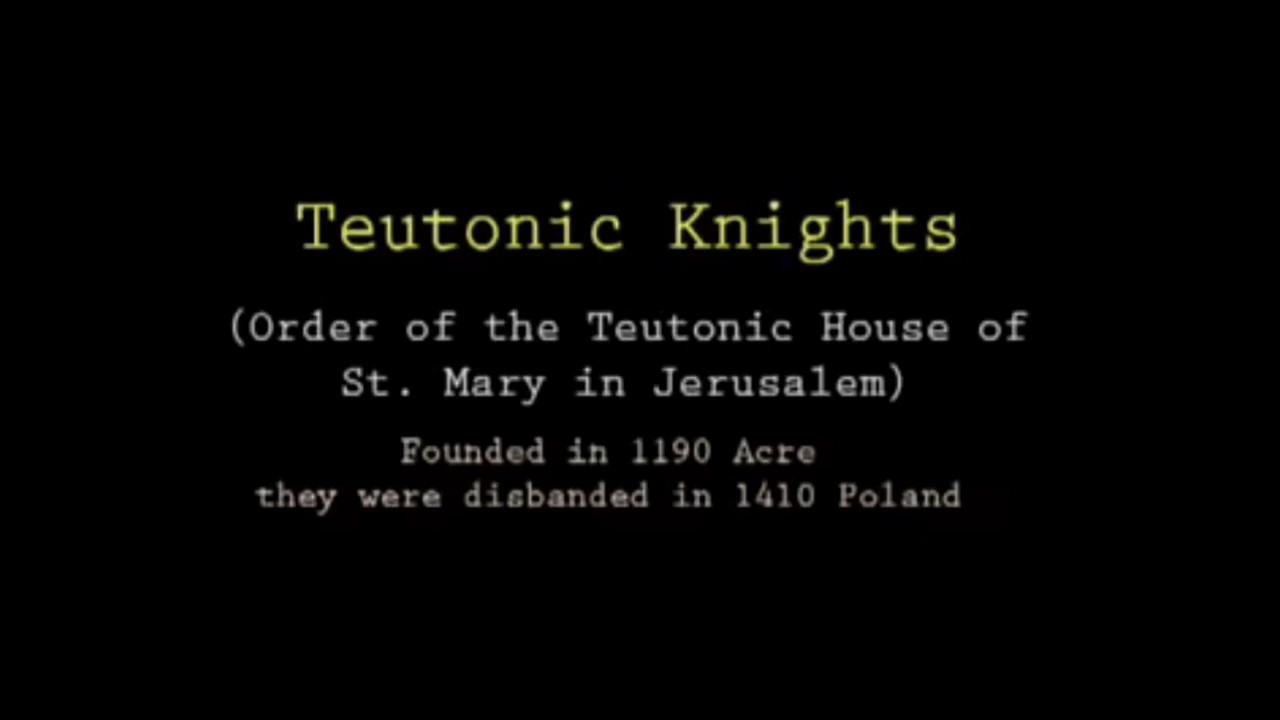 Teutonic Knights
(Order of the Teutonic House of
St. Mary in Jerusalem)
Founded in 1190 Acre
they were disbanded in 1410 Poland